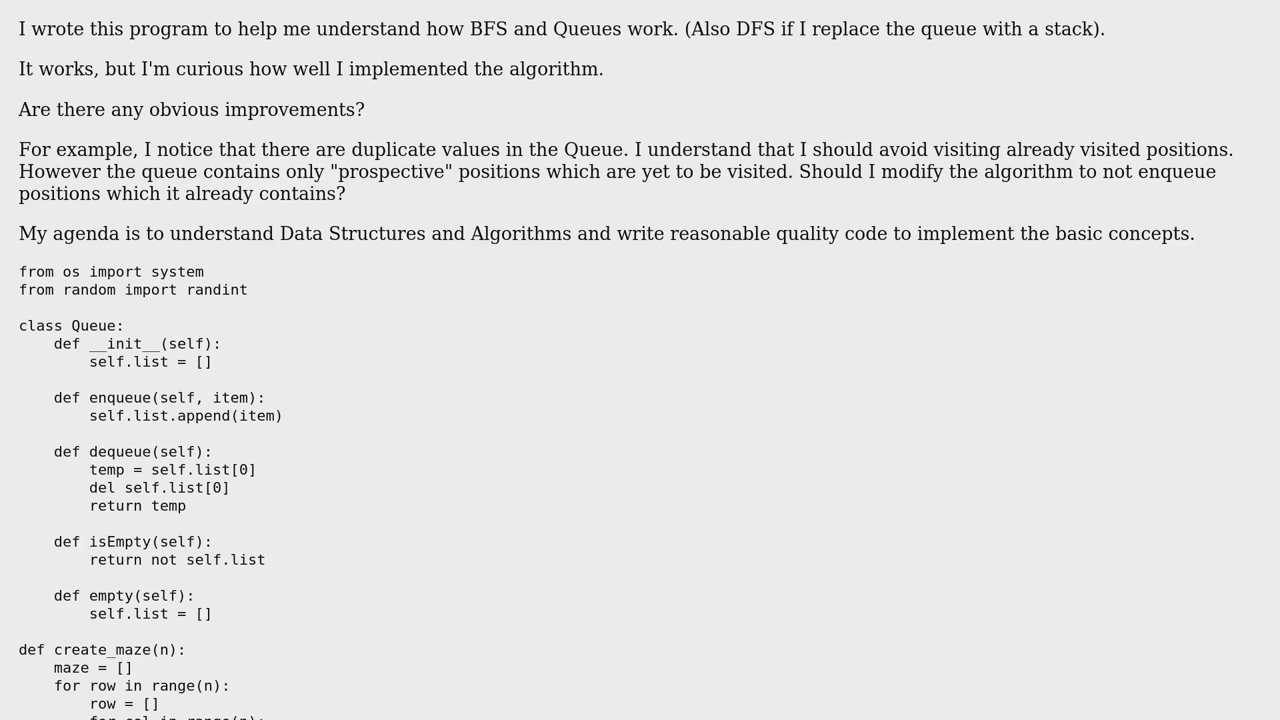 I wrote this program to help me understand how BFS and Queues work. (Also DFS if I replace the queue with a stack).
It works, but I'm curious how well I implemented the algorithm.
Are there any obvious improvements?
For example, I notice that there are duplicate values in the Queue. I understand that I should avoid visiting already visited positions.
However the queue contains only "prospective" positions which are yet to be visited. Should I modify the algorithm to not enqueue
positions which it already contains?
My agenda is to understand Data Structures and Algorithms and write reasonable quality code to implement the basic concepts.
from os import system
from random import randint
class Queue:
    def __init__(self):
        self.list = []
    def enqueue(self, item):
        self.list.append(item)
    def dequeue(self):
        temp = self.list[0]
        del self.list[0]
        return temp
    def isEmpty(self):
        return not self.list
    def empty(self):
        self.list = []
def create_maze(n):
    maze = []
    for row in range(n):
        row = []
        for col in range(n):